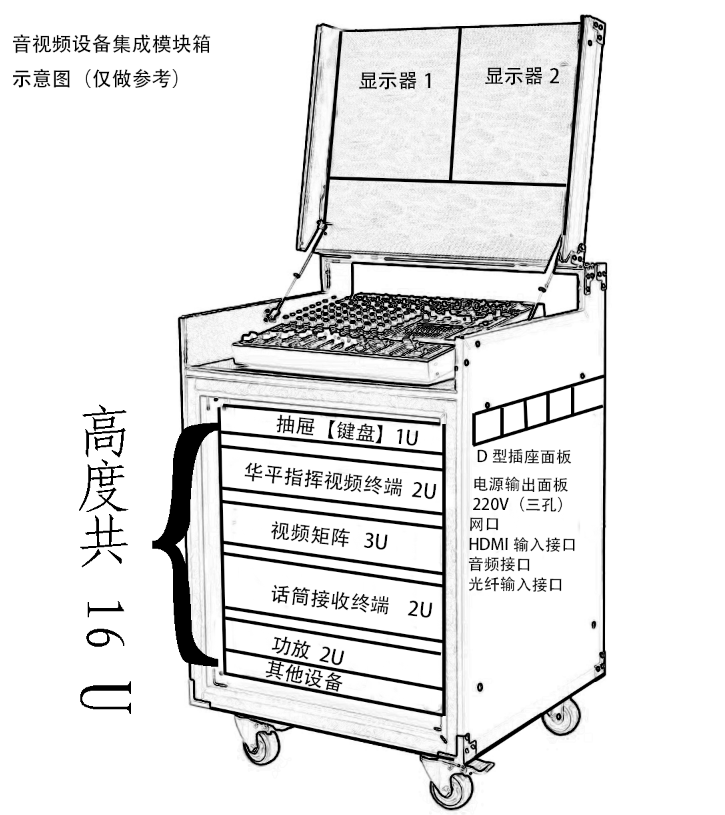 音视频设备集成模块箱
示意图（仅做参考）
显示器 1
显示器 2
抽屉【键盘】1U
华平指挥视频终端 2U
视频矩阵 3U
话筒接收终端 2U
功放 2U
其他设备
高度共 16 U
D 型插座面板
电源输出面板
220V（三孔）
网口
HDMI 输入接口
音频接口
光纤输入接口